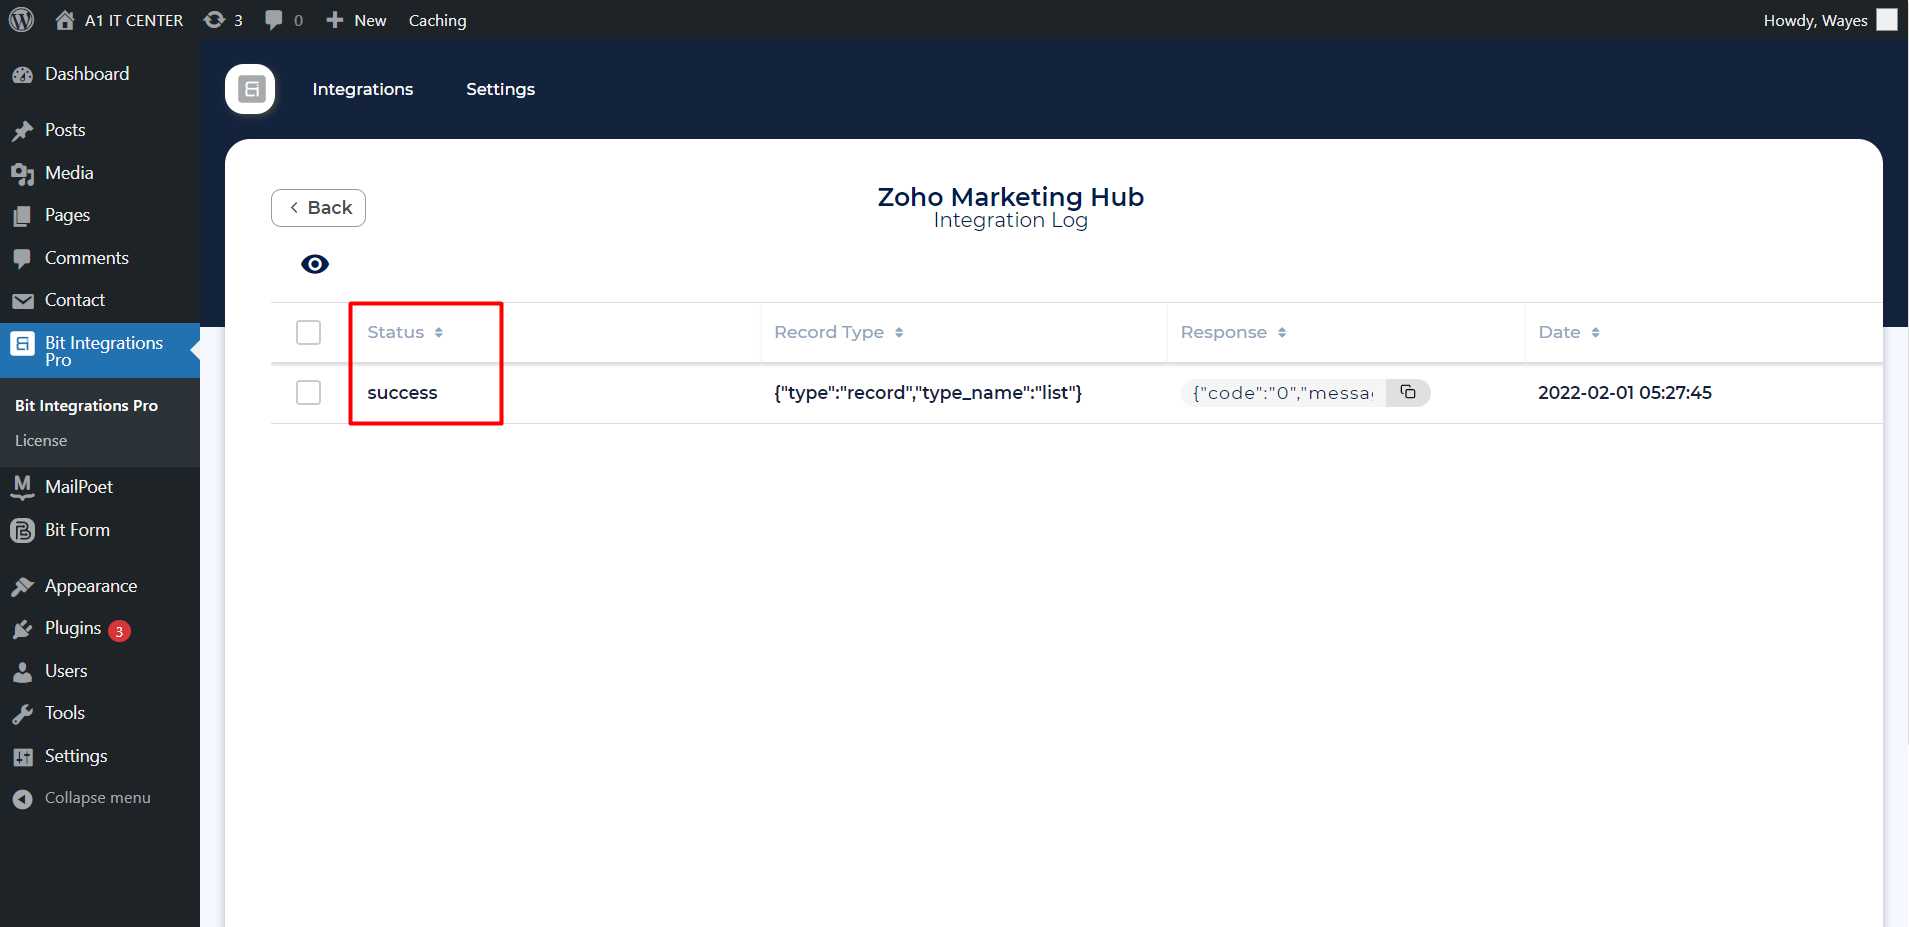 A1 IT CENTER 3 0 New Caching Howdy, Wayes
Dashboard
Posts
Media
Pages
Comments
Contact
Bit Integrations
Pro
Bit Integrations Pro
License
MailPoet
Bit Form
Appearance
Plugins 3
Users
Tools
Settings
Collapse menu
Integrations Settings
Back
Zoho Marketing Hub
Integration Log
Status Record Type Response Date
success {"type":"record","type_name":"list"} {"code":"0","messa 2022-02-01 05:27:45